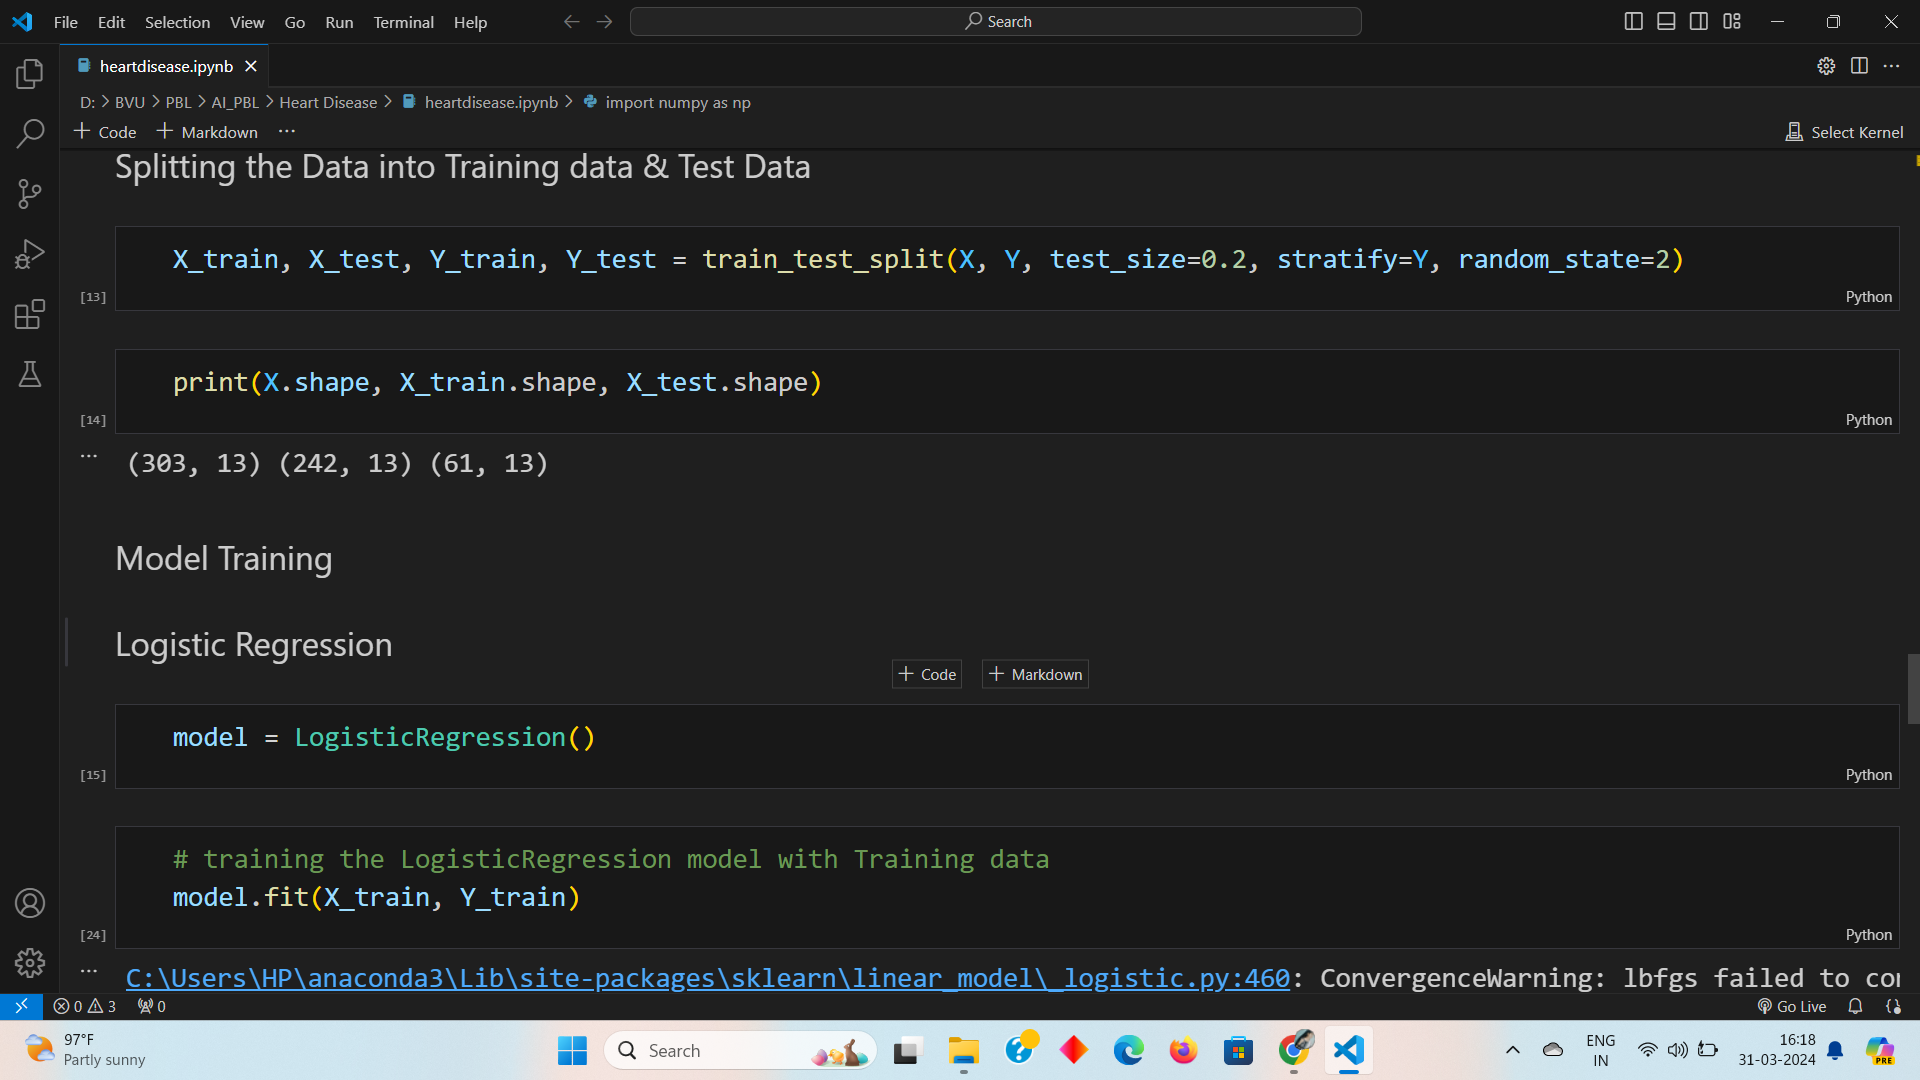 File Edit Selection View Go Run Terminal Help
Search
heartdisease.ipynb
D: > BVU > PBL > AI_PBL > Heart Disease > heartdisease.ipynb > import numpy as np
+ Code + Markdown ...
Select Kernel
Splitting the Data into Training data & Test Data
X_train, X_test, Y_train, Y_test = train_test_split(X, Y, test_size=0.2, stratify=Y, random_state=2)
[13]
Python
print(X.shape, X_train.shape, X_test.shape)
[14]
Python
... (303, 13) (242, 13) (61, 13)
Model Training
Logistic Regression
+ Code + Markdown
model = LogisticRegression()
[15]
Python
# training the LogisticRegression model with Training data
model.fit(X_train, Y_train)
[24]
Python
... C:\Users\HP\anaconda3\Lib\site-packages\sklearn\linear_model\_logistic.py:460: ConvergenceWarning: lbfgs failed to con
0 3 0
Go Live
97°F
Partly sunny
Search
PRE
ENG
IN
16:18
31-03-2024